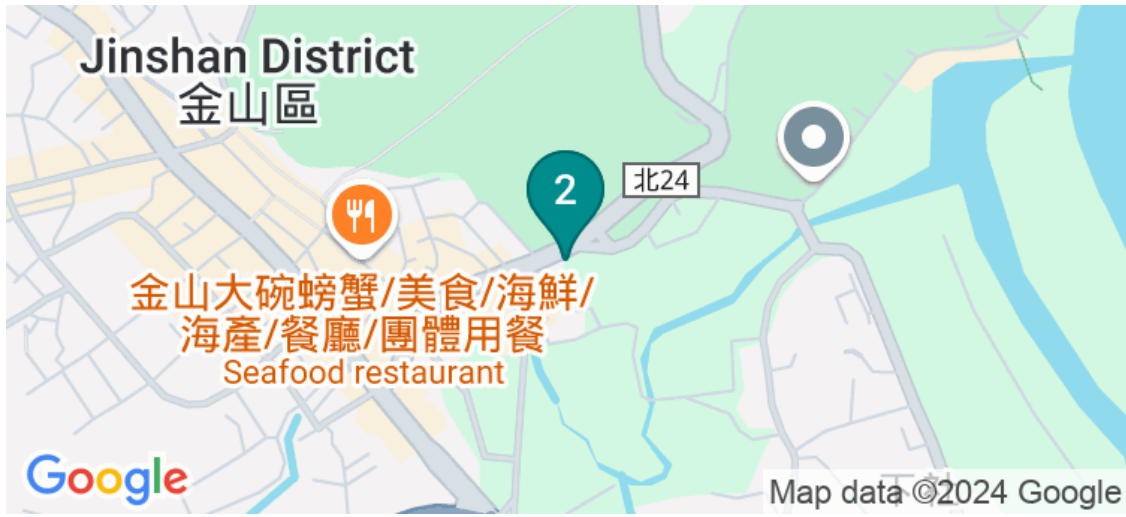 Jinshan District
金山區
2
北24
金山大碗螃蟹/美食/海鮮/
海產/餐廳/團體用餐
Seafood restaurant
Google
Map data ©2024 Google